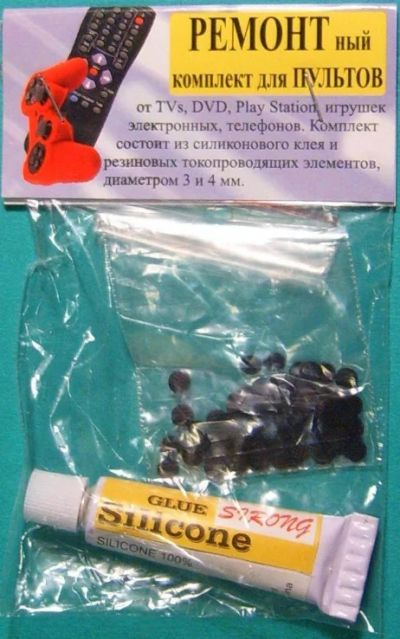 РЕМОНТный
комплект для ПУЛЬТОВ
от TVs, DVD, Play Station, игрушек
электронных, телефонов. Комплект
состоит из силиконового клея и
резиновых токопроводящих элементов,
диаметром 3 и 4 мм.
GLUE STRONG
Silicone
SILICONE 100%